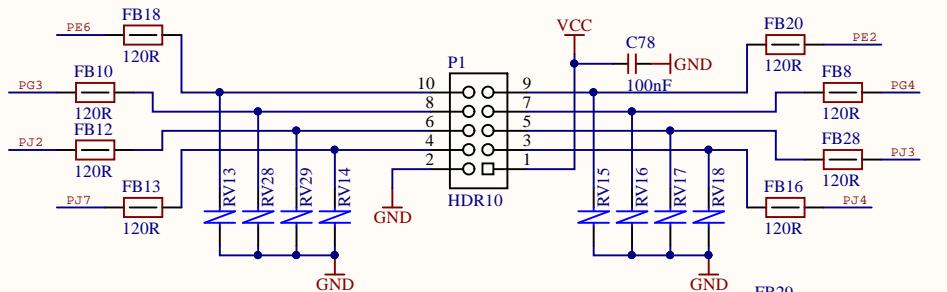 FB18
PE6
120R
FB10
PG3
120R
FB12
PJ2
120R
FB13
PJ7
120R
RV13
RV28
RV29
RV14
GND
GND
P1
10
8
6
4
2
9
7
5
3
1
HDR10
VCC
C78
GND
100nF
FB20
PE2
120R
FB8
PG4
120R
FB28
PJ3
120R
FB16
PJ4
120R
RV15
RV16
RV17
RV18
GND
FB29